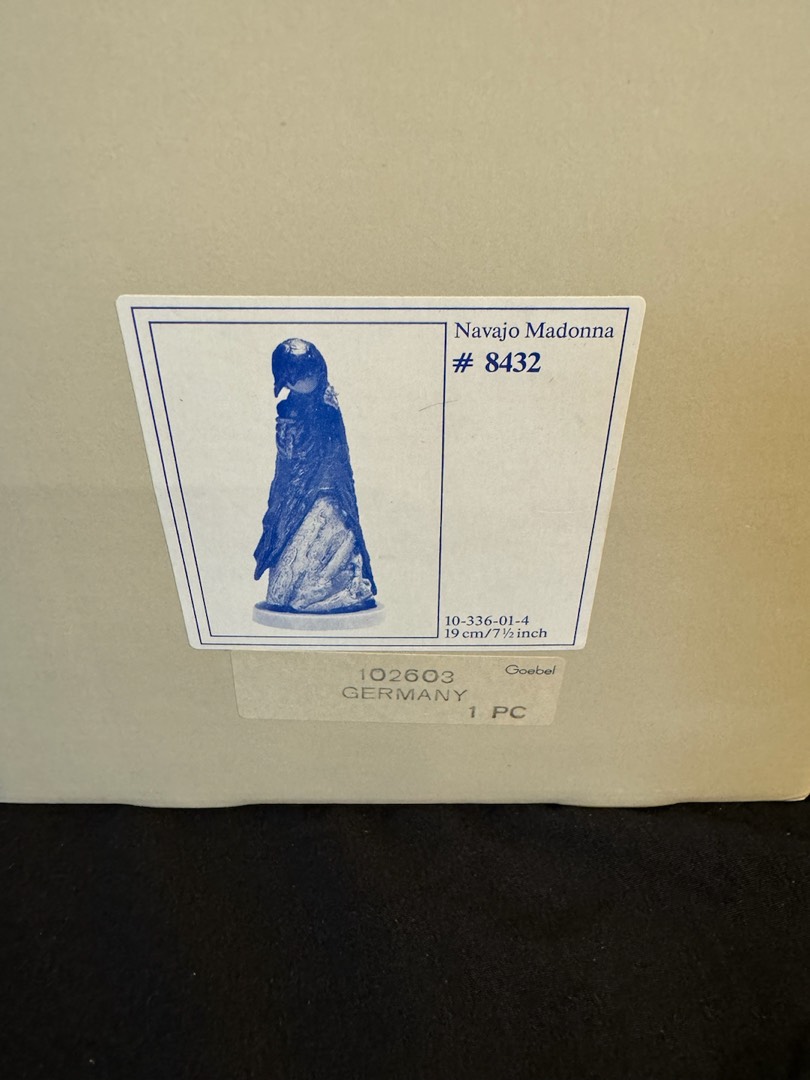 Navajo Madonna
# 8432
10-336-01-4
19 cm/7½ inch
Goebel
102603
GERMANY
1 PC